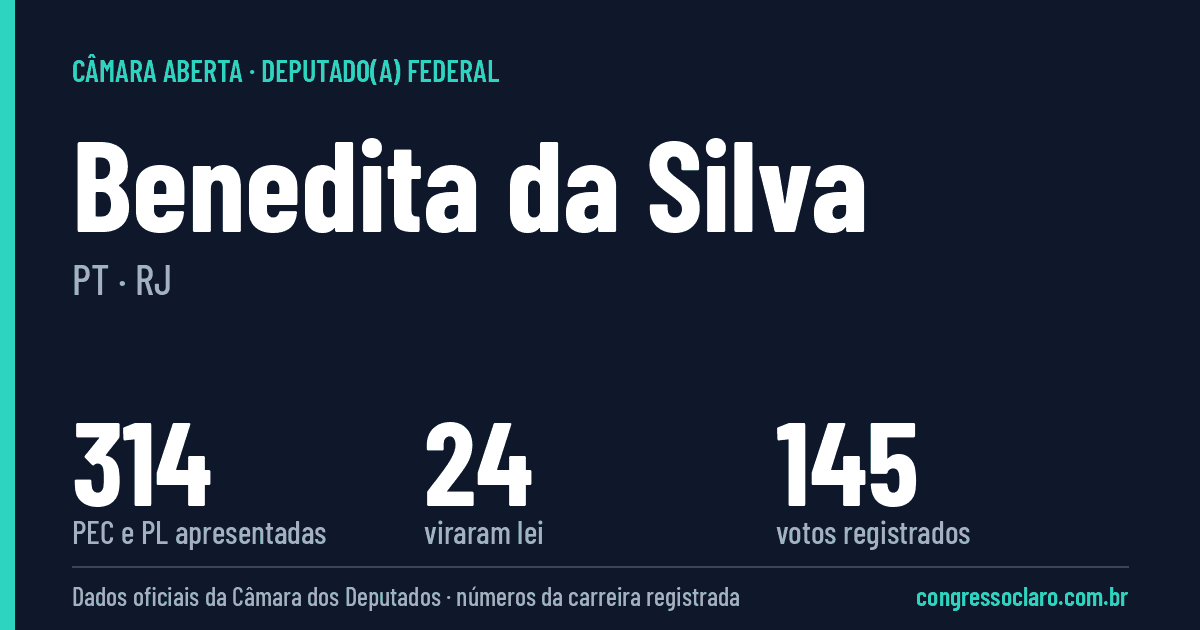 CÂMARA ABERTA · DEPUTADO(A) FEDERAL
Benedita da Silva
PT · RJ
314 24 145
PEC e PL apresentadas viraram lei votos registrados
Dados oficiais da Câmara dos Deputados · números da carreira registrada congressoclaro.com.br